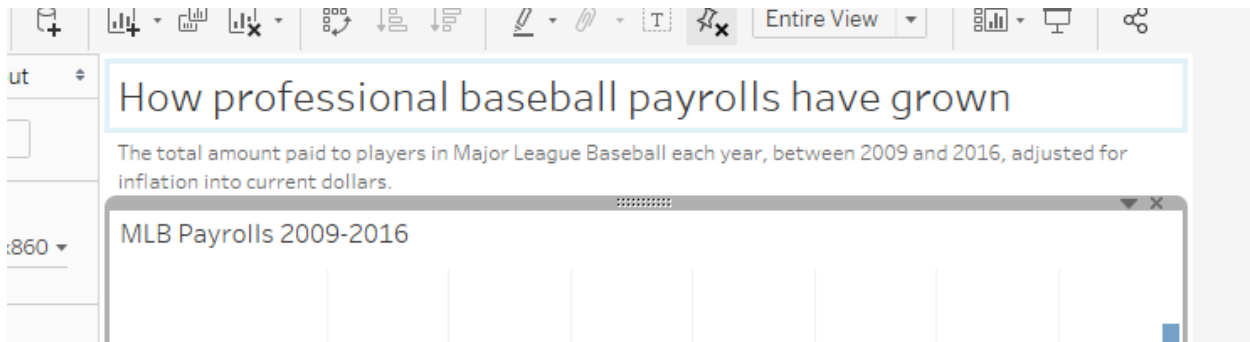 T
Entire View
ut
How professional baseball payrolls have grown
The total amount paid to players in Major League Baseball each year, between 2009 and 2016, adjusted for
inflation into current dollars.
MLB Payrolls 2009-2016
x860